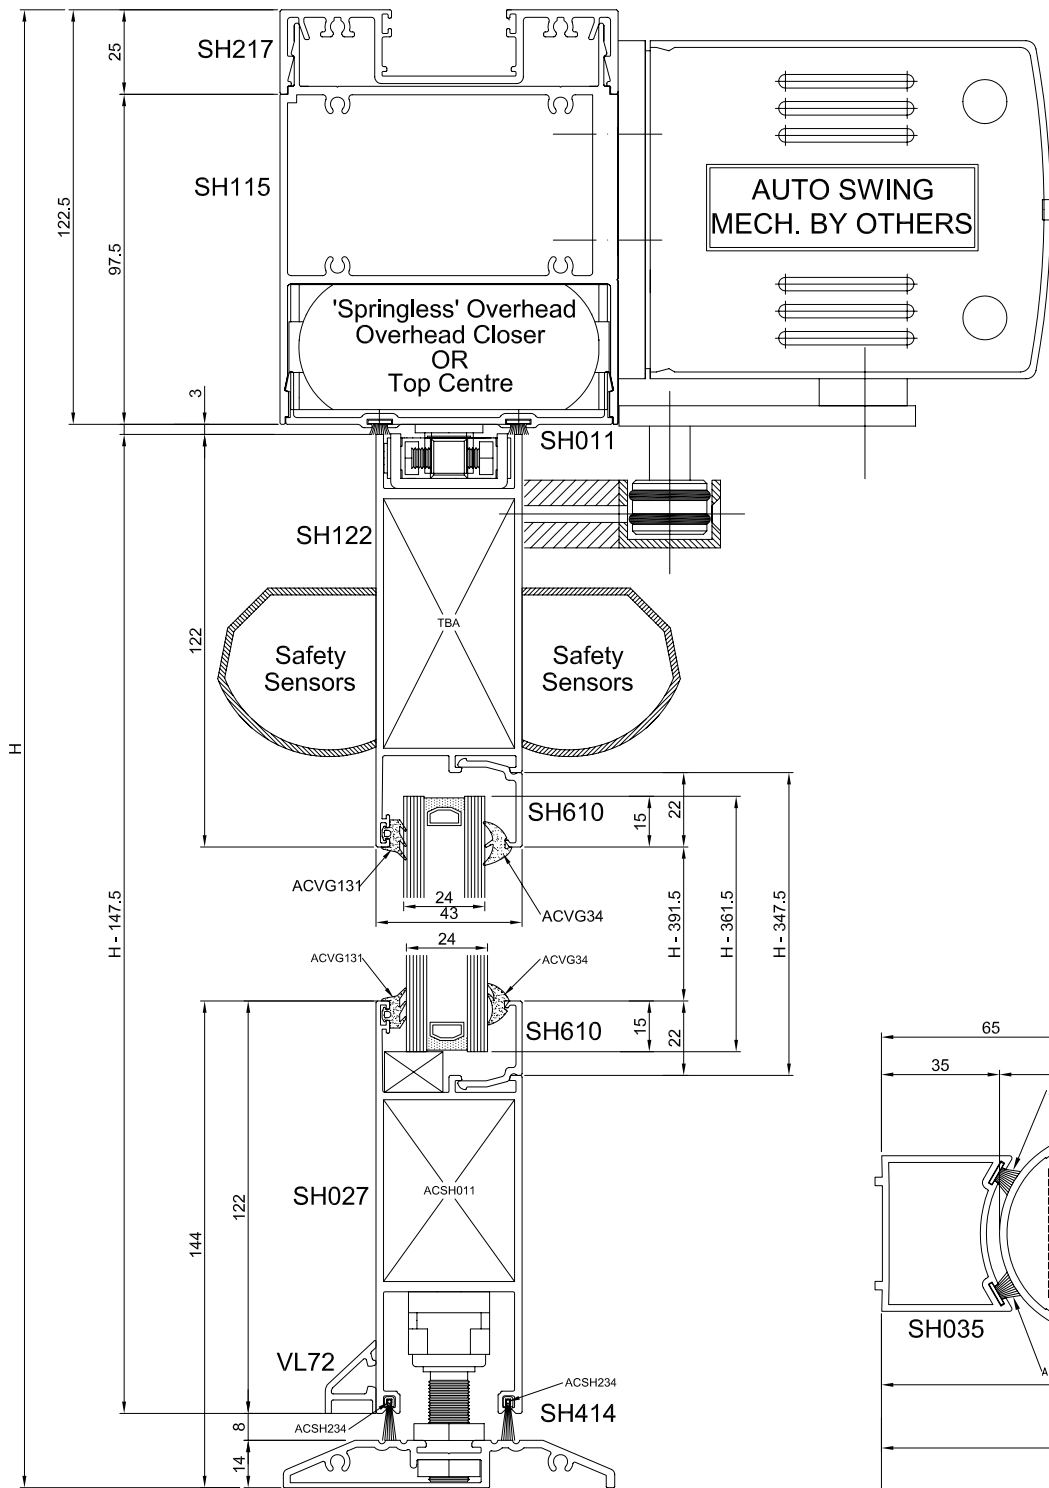 SH217
25
122.5
SH115
97.5
AUTO SWING
MECH. BY OTHERS
'Springless' Overhead
Overhead Closer
OR
Top Centre
3
SH011
SH122
TBA
122
Safety
Sensors
Safety
Sensors
H
SH610
15
22
ACVG131
24
43
ACVG34
H - 147.5
H - 391.5
H - 361.5
H - 347.5
24
ACVG131
ACVG34
SH610
15
22
65
35
SH027
ACSH011
122
144
SH035
VL72
ACSH234
SH414
ACSH234
8
14
A